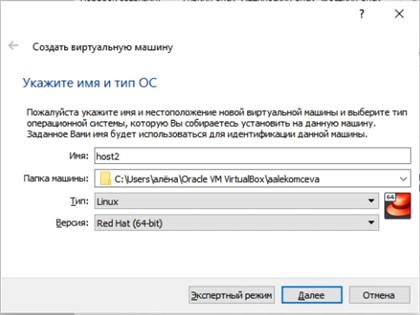 Создать виртуальную машину
Укажите имя и тип ОС
Пожалуйста укажите имя и местоположение новой виртуальной машины и выберите тип
операционной системы, которую Вы собираетесь установить на данную машину.
Заданное Вами имя будет использоваться для идентификации данной машины.
Имя: host2
Папка машины: C:\Users\алёна\Oracle VM VirtualBox\aalekomceva
Тип: Linux
64
Версия: Red Hat (64-bit)
Экспертный режим Далее Отмена